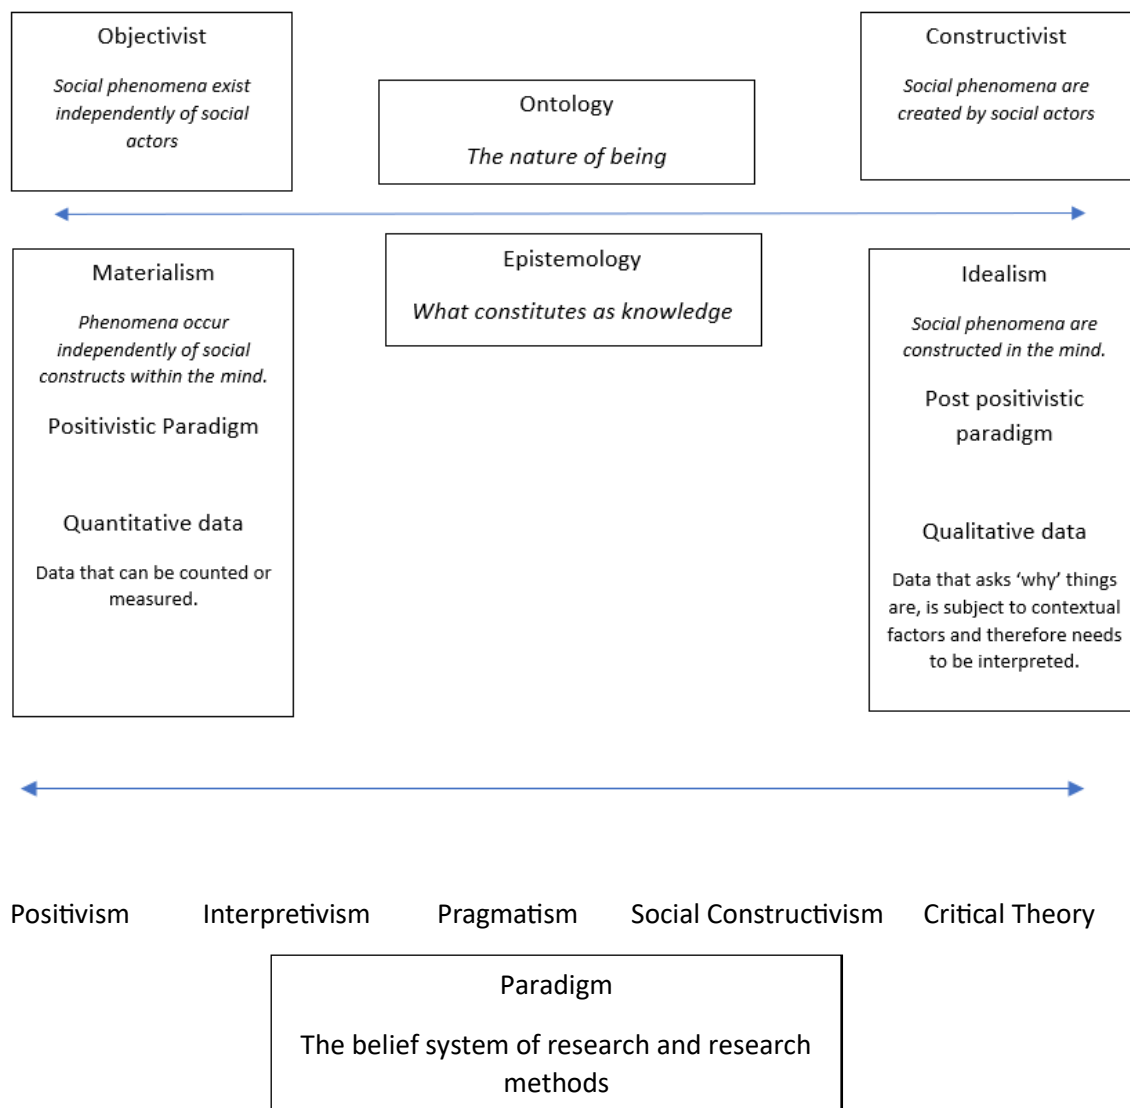 Objectivist
Social phenomena exist
independently of social
actors
Ontology
The nature of being
Constructivist
Social phenomena are
created by social actors
Materialism
Phenomena occur
independently of social
constructs within the mind.
Positivistic Paradigm
Quantitative data
Data that can be counted or
measured.
Epistemology
What constitutes as knowledge
Idealism
Social phenomena are
constructed in the mind.
Post positivistic
paradigm
Qualitative data
Data that asks ‘why’ things
are, is subject to contextual
factors and therefore needs
to be interpreted.
Positivism Interpretivism Pragmatism Social Constructivism Critical Theory
Paradigm
The belief system of research and research
methods